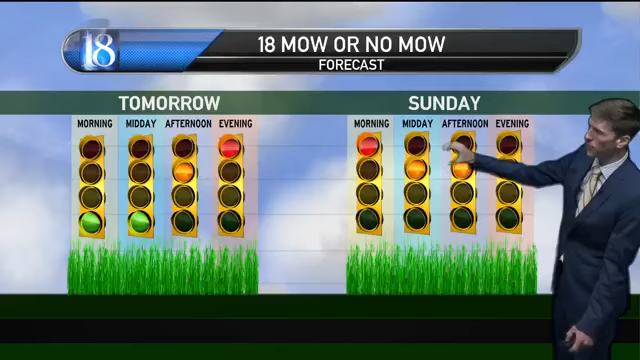 18
18 MOW OR NO MOW
FORECAST
TOMORROW
MORNING MIDDAY AFTERNOON EVENING
SUNDAY
MORNING MIDDAY AFTERNOON EVENING